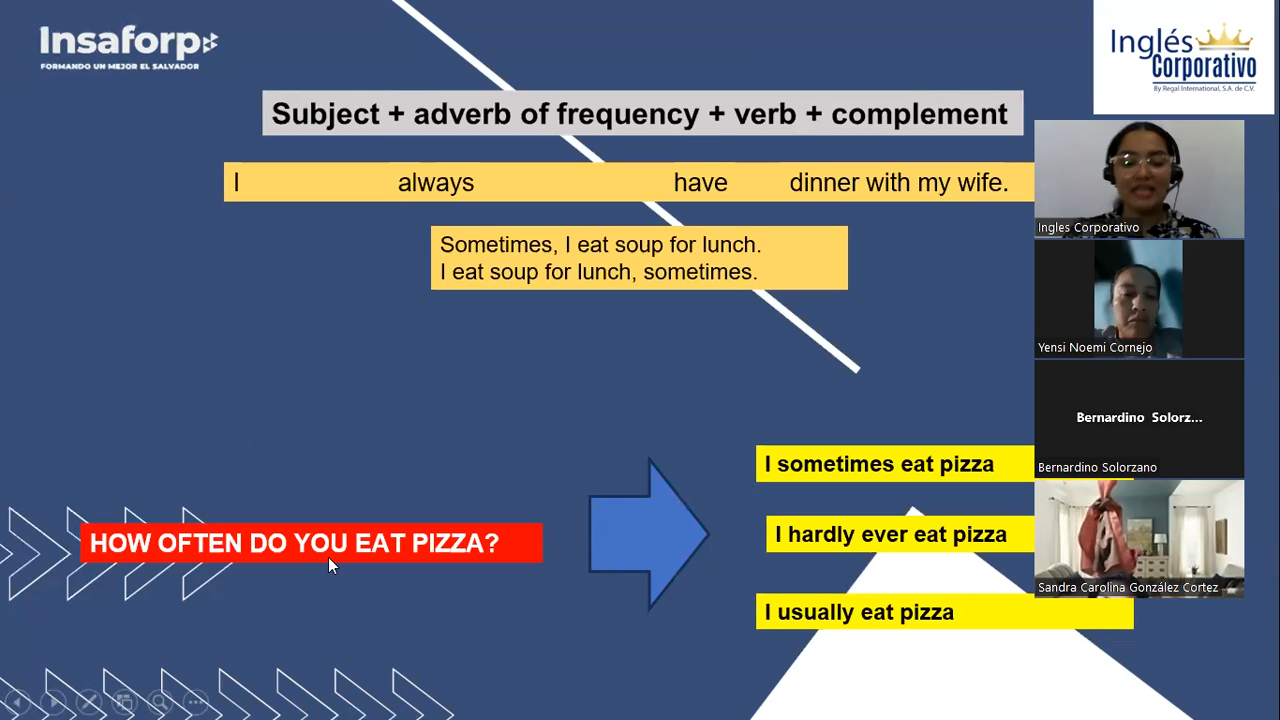 Insaforp
FORMANDO UN MEJOR EL SALVADOR
Inglés
Corporativo
By Regal International, S.A. de C.V.
Subject + adverb of frequency + verb + complement
I always have dinner with my wife.
Sometimes, I eat soup for lunch.
I eat soup for lunch, sometimes.
HOW OFTEN DO YOU EAT PIZZA?
I sometimes eat pizza
I hardly ever eat pizza
I usually eat pizza
Ingles Corporativo
Yensi Noemi Cornejo
Bernardino Solorz...
Bernardino Solorzano
Sandra Carolina González Cortez